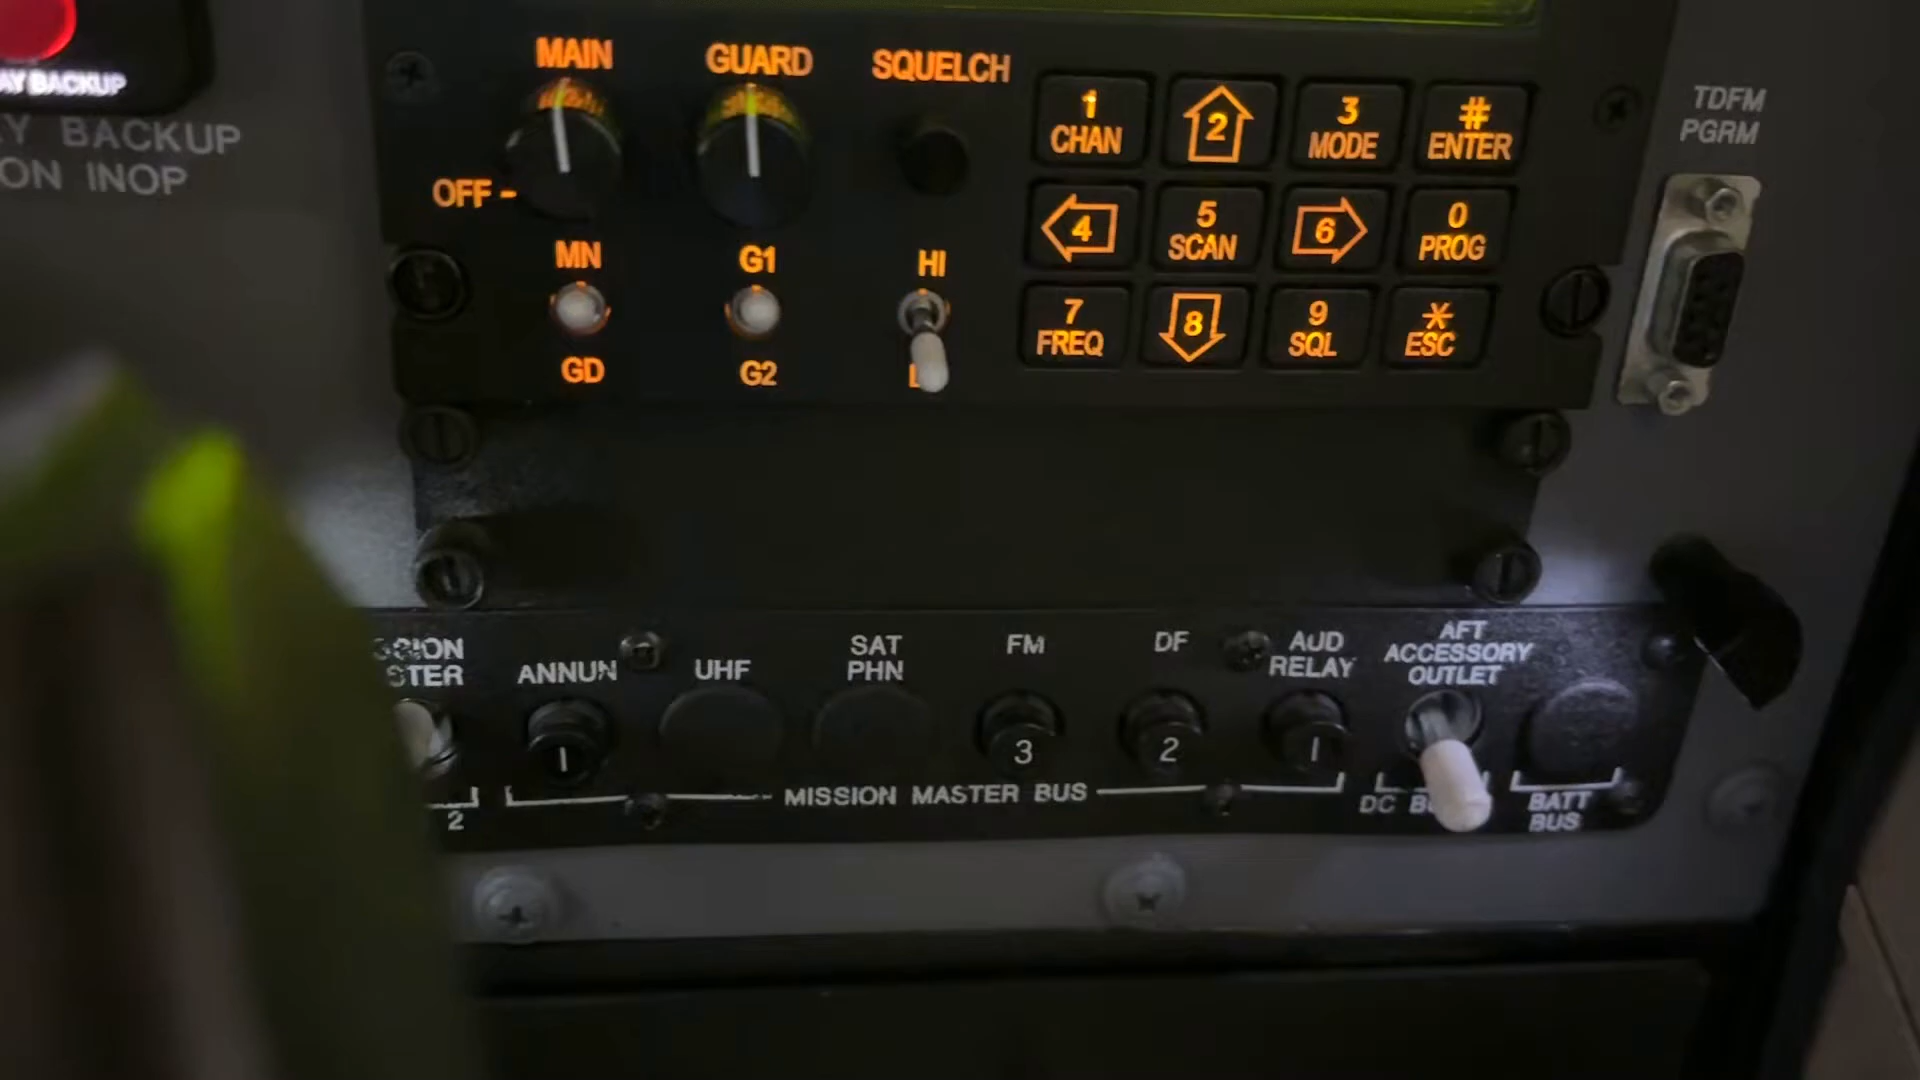 BACKUP
BACKUP
INOP
MAIN
GUARD
SQUELCH
OFF -
MN
G1
HI
GD
G2
1
CHAN
2
3
MODE
#
ENTER
4
5
SCAN
6
0
PROG
7
FREQ
8
9
SQL
*
ESC
TDFM
PGRM
ANNUN
UHF
SAT
PHN
FM
DF
AUD
RELAY
AFT
ACCESSORY
OUTLET
1
3
2
1
2
MISSION MASTER BUS
DC
BATT
BUS